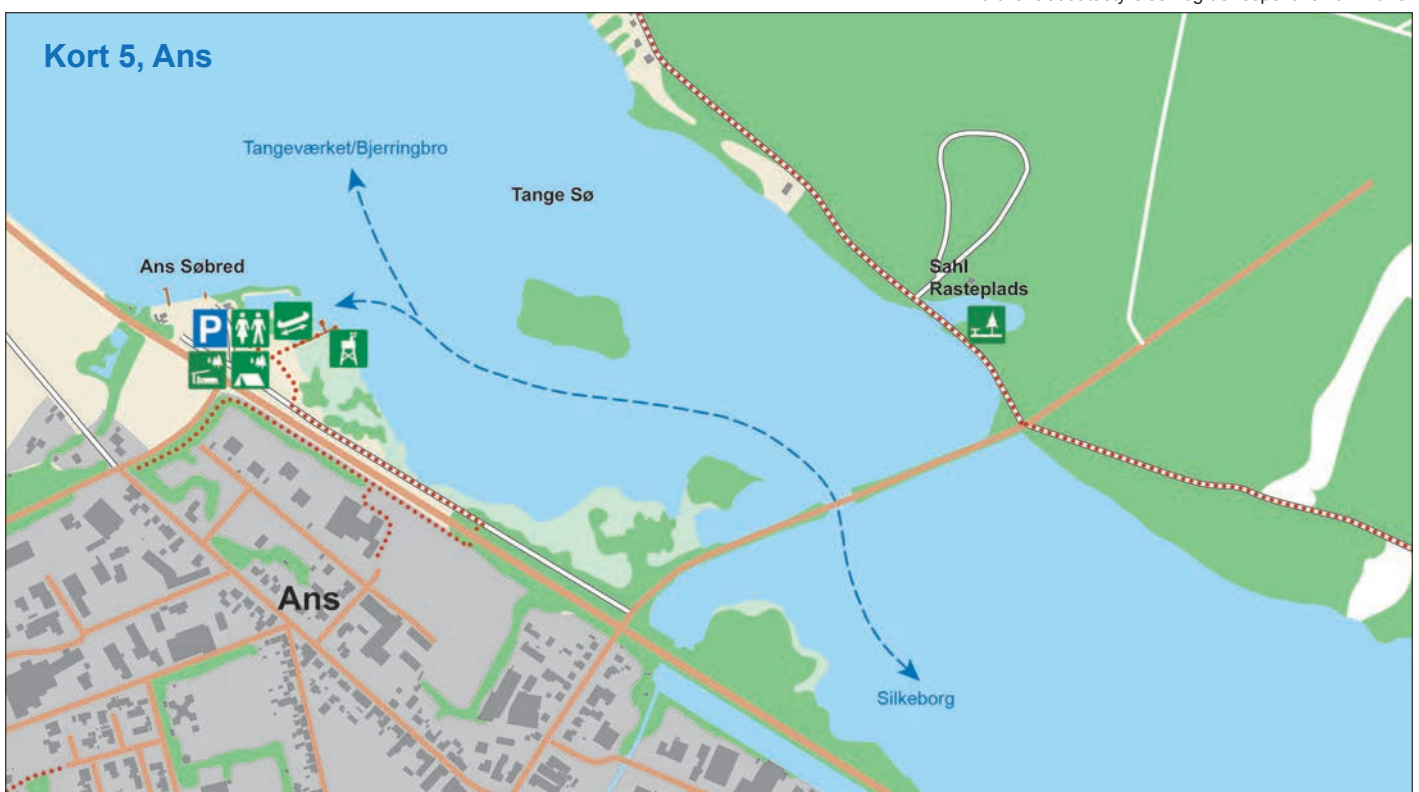 Kort 5, Ans
Tangeværket/Bjerringbro
Tange Sø
Ans Søbred
Sahl
Rasteplads
P
Ans
Silkeborg